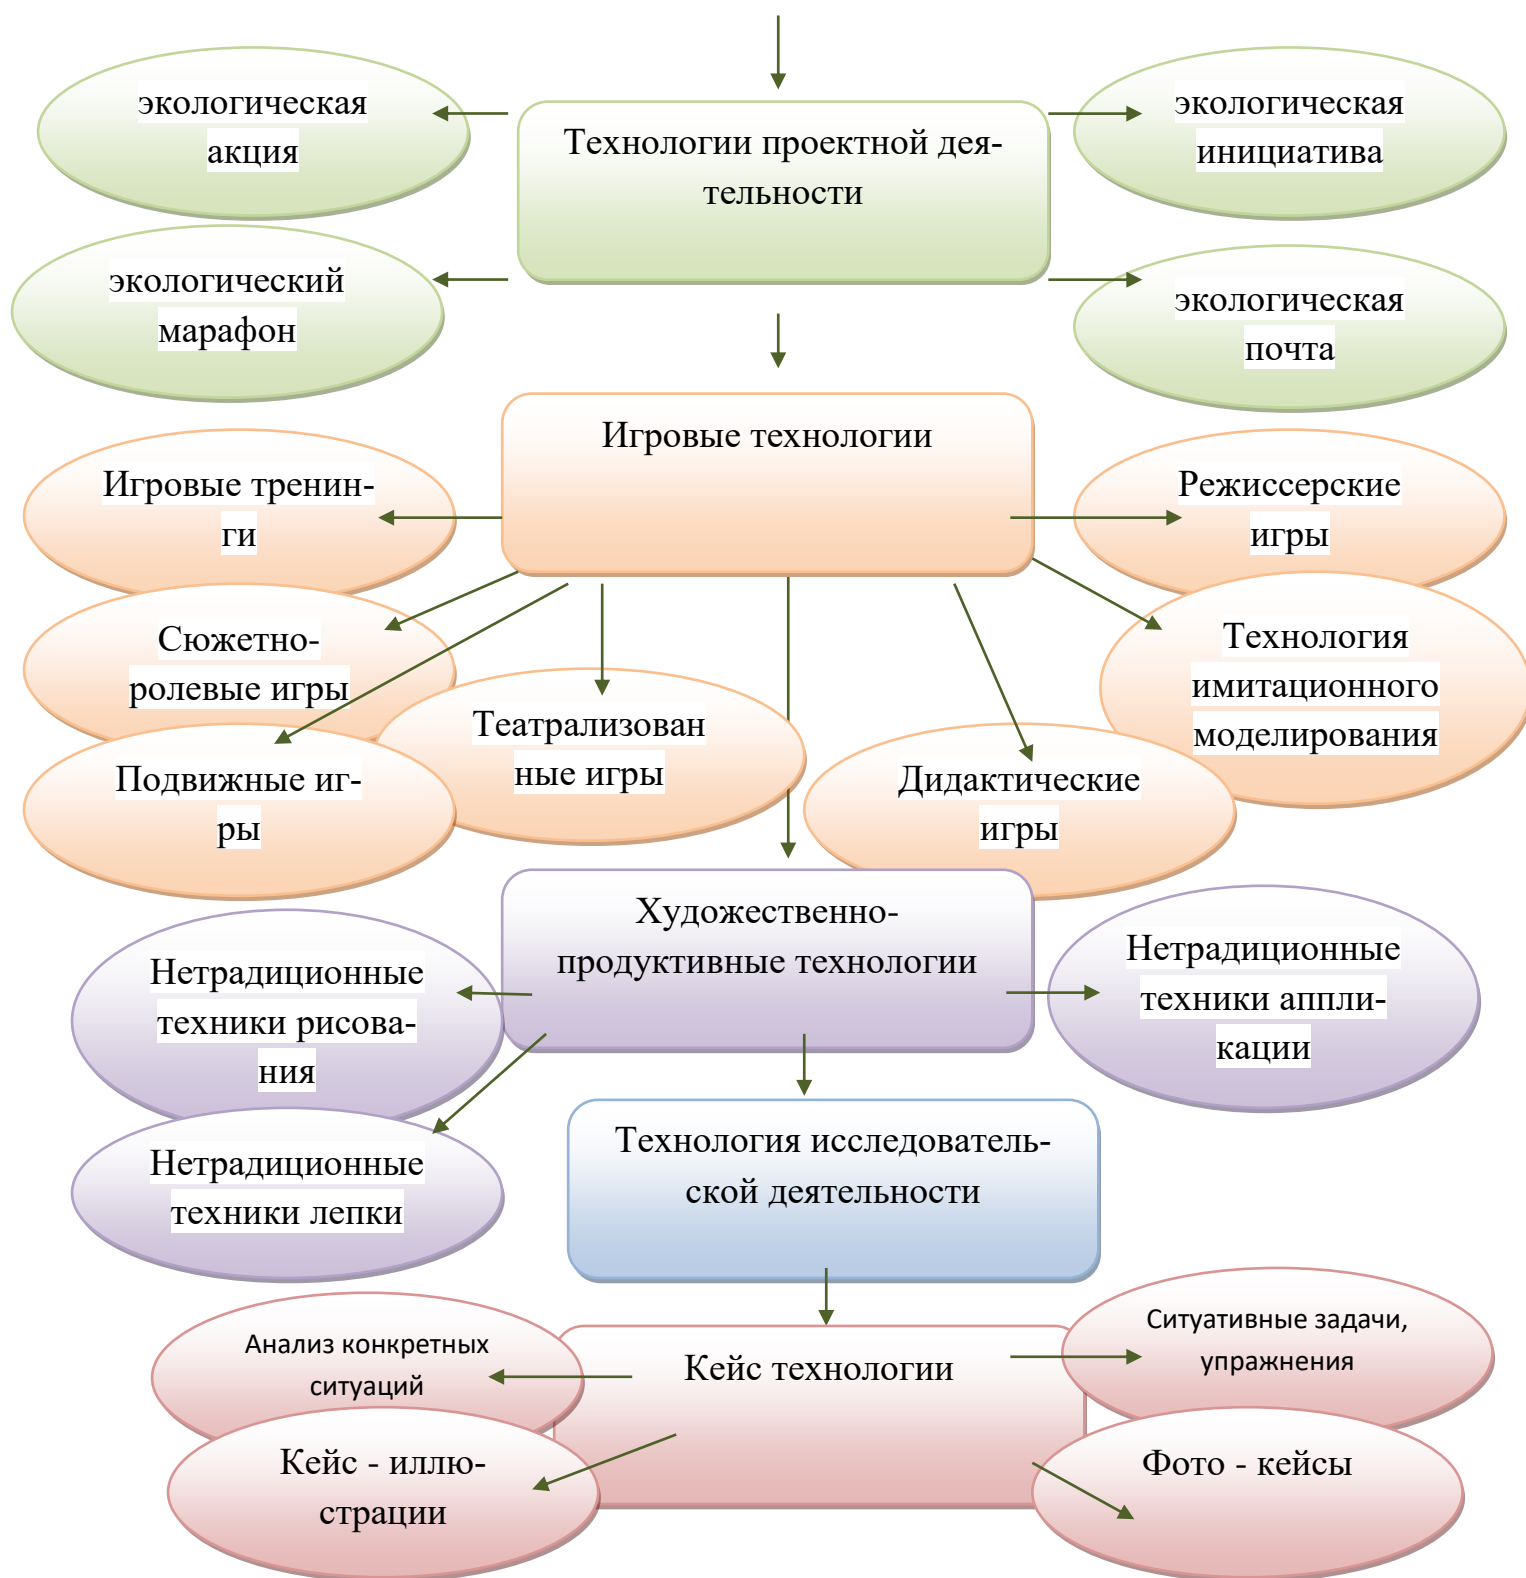 экологическая
акция
Технологии проектной дея-
тельности
экологическая
инициатива
экологический
марафон
экологическая
почта
Игровые технологии
Игровые тренин-
ги
Режиссерские
игры
Сюжетно-
ролевые игры
Технология
имитационного
моделирования
Театрализован
ные игры
Подвижные иг-
ры
Дидактические
игры
Художественно-
продуктивные технологии
Нетрадиционные
техники рисова-
ния
Нетрадиционные
техники аппли-
кации
Нетрадиционные
техники лепки
Технология исследователь-
ской деятельности
Анализ конкретных
ситуаций
Кейс технологии
Ситуативные задачи,
упражнения
Кейс - иллю-
страции
Фото - кейсы